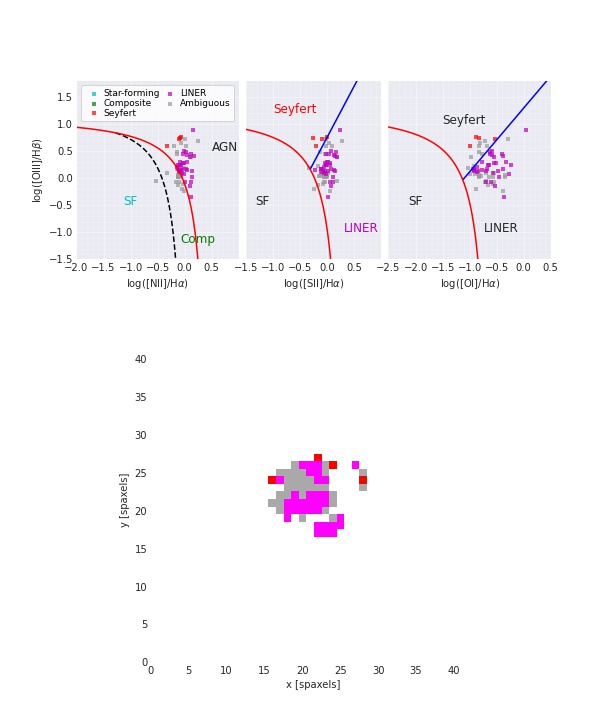 Star-forming LINER
Composite Ambiguous
Seyfert
log([OIII]/Hβ)
1.5
1.0
0.5
0.0
−0.5
−1.0
−1.5
AGN
SF
Comp
Seyfert
SF
LINER
Seyfert
SF
LINER
−2.0 −1.5 −1.0 −0.5 0.0 0.5
−1.0 −0.5 0.0 0.5
−2.5 −2.0 −1.5 −1.0 −0.5 0.0 0.5
log([NII]/Hα)
log([SII]/Hα)
log([OI]/Hα)
40
35
30
25
20
15
10
5
0
y [spaxels]
0 5 10 15 20 25 30 35 40
x [spaxels]